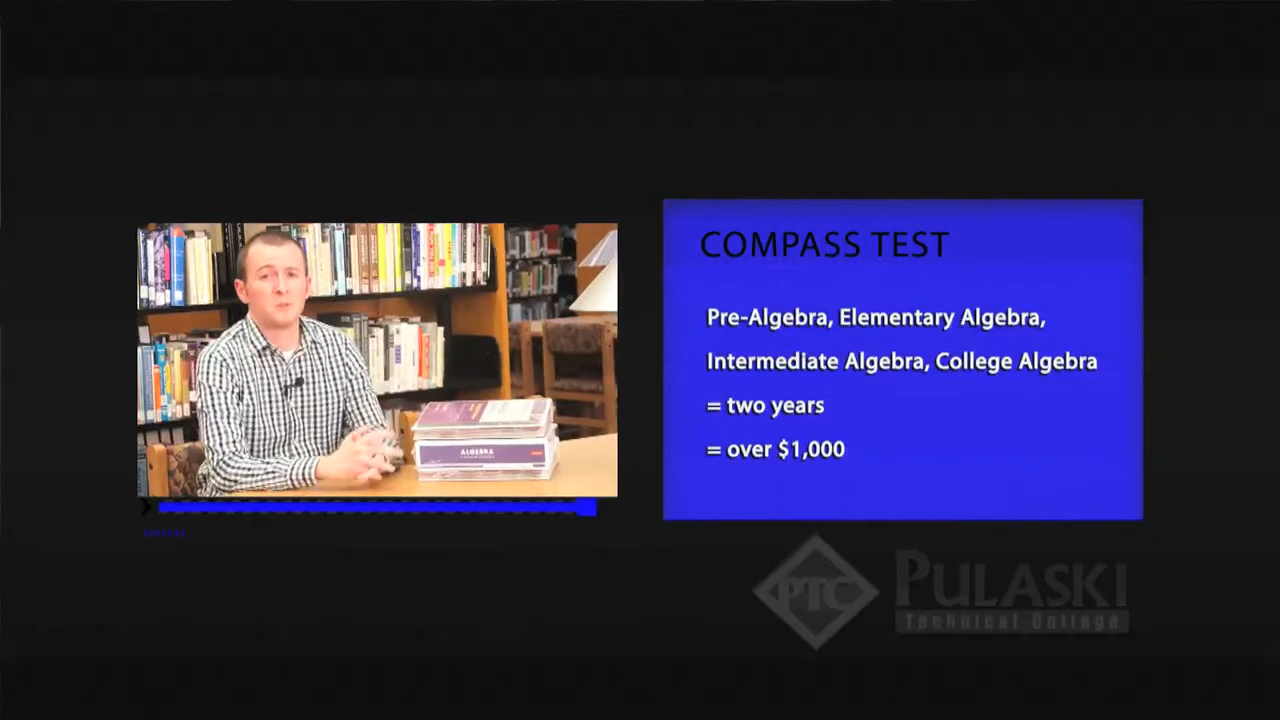 COMPASS TEST
Pre-Algebra, Elementary Algebra,
Intermediate Algebra, College Algebra
= two years
= over $1,000
ALGEBRA
PTC
PULASKI
Technical College